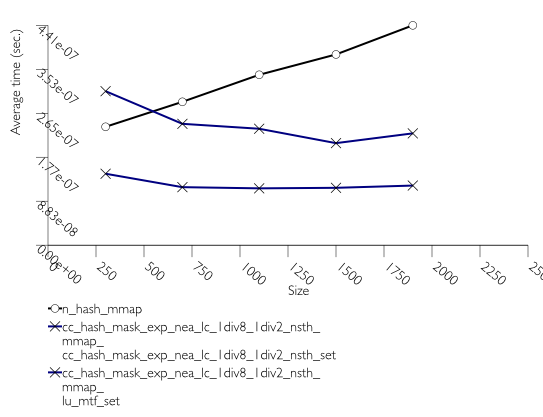 Average time (sec.)
4.41e-07
3.53e-07
2.65e-07
1.77e-07
8.83e-08
0.00e+00
0
250
500
750
1000
1250
1500
1750
2000
2250
Size
n_hash_mmap
cc_hash_mask_exp_nea_lc_1div8_1div2_nsth_
mmap_
cc_hash_mask_exp_nea_lc_1div8_1div2_nsth_set
cc_hash_mask_exp_nea_lc_1div8_1div2_nsth_
mmap_
lu_mtf_set